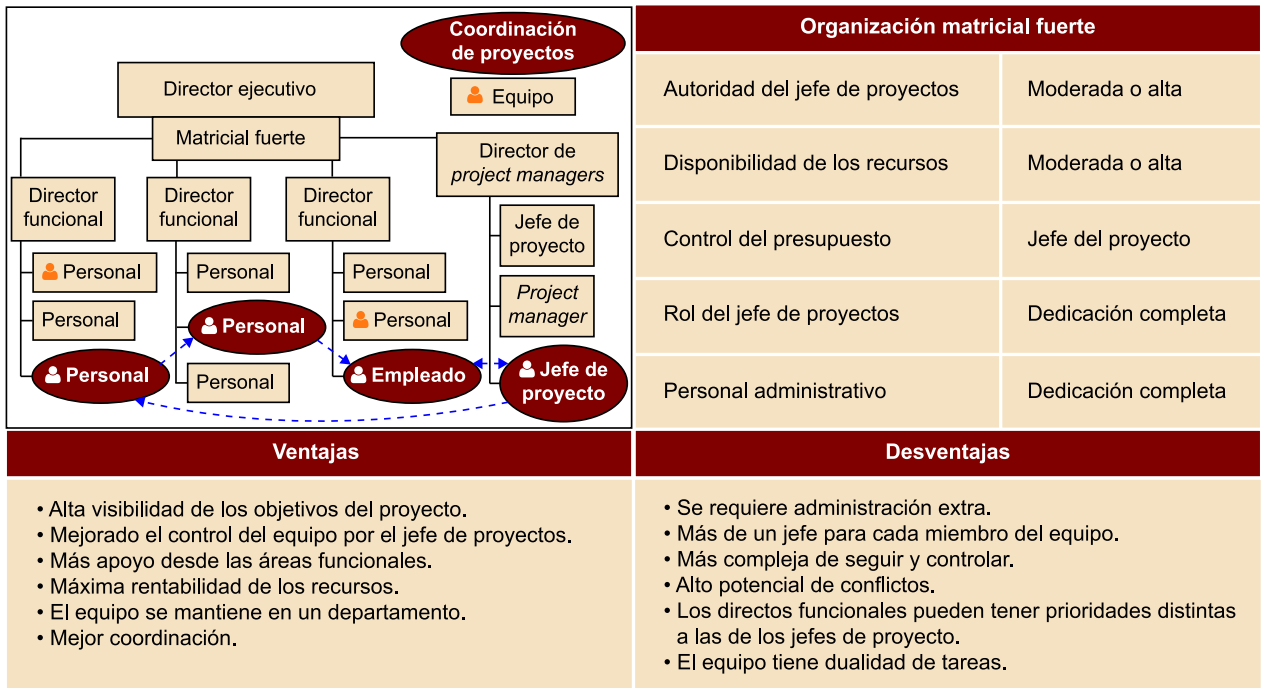 Coordinación
de proyectos
Equipo
Director ejecutivo
Matricial fuerte
Director de
project managers
Director
funcional
Director
funcional
Director
funcional
Jefe de
proyecto
Personal
Personal
Personal
Personal
Personal
Project
manager
Personal
Personal
Personal
Empleado
Jefe de
proyecto
Personal
Organización matricial fuerte
Autoridad del jefe de proyectos
Moderada o alta
Disponibilidad de los recursos
Moderada o alta
Control del presupuesto
Jefe del proyecto
Rol del jefe de proyectos
Dedicación completa
Personal administrativo
Dedicación completa
Ventajas
• Alta visibilidad de los objetivos del proyecto.
• Mejorado el control del equipo por el jefe de proyectos.
• Más apoyo desde las áreas funcionales.
• Máxima rentabilidad de los recursos.
• El equipo se mantiene en un departamento.
• Mejor coordinación.
Desventajas
• Se requiere administración extra.
• Más de un jefe para cada miembro del equipo.
• Más compleja de seguir y controlar.
• Alto potencial de conflictos.
• Los directos funcionales pueden tener prioridades distintas
a las de los jefes de proyecto.
• El equipo tiene dualidad de tareas.